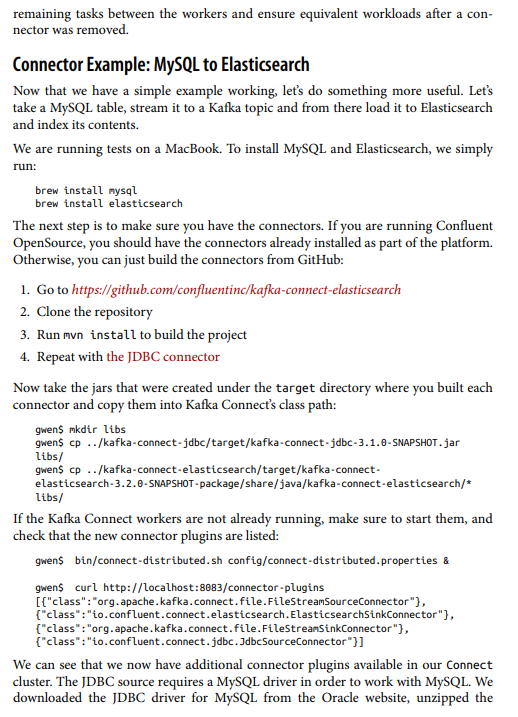 remaining tasks between the workers and ensure equivalent workloads after a con-
nector was removed.
Connector Example: MySQL to Elasticsearch
Now that we have a simple example working, let’s do something more useful. Let’s
take a MySQL table, stream it to a Kafka topic and from there load it to Elasticsearch
and index its contents.
We are running tests on a MacBook. To install MySQL and Elasticsearch, we simply
run:
brew install mysql
brew install elasticsearch
The next step is to make sure you have the connectors. If you are running Confluent
OpenSource, you should have the connectors already installed as part of the platform.
Otherwise, you can just build the connectors from GitHub:
1. Go to https://github.com/confluentinc/kafka-connect-elasticsearch
2. Clone the repository
3. Run mvn install to build the project
4. Repeat with the JDBC connector
Now take the jars that were created under the target directory where you built each
connector and copy them into Kafka Connect’s class path:
gwen$ mkdir libs
gwen$ cp ../kafka-connect-jdbc/target/kafka-connect-jdbc-3.1.0-SNAPSHOT.jar
libs/
gwen$ cp ../kafka-connect-elasticsearch/target/kafka-connect-
elasticsearch-3.2.0-SNAPSHOT-package/share/java/kafka-connect-elasticsearch/*
libs/
If the Kafka Connect workers are not already running, make sure to start them, and
check that the new connector plugins are listed:
gwen$  bin/connect-distributed.sh config/connect-distributed.properties &
gwen$  curl http://localhost:8083/connector-plugins
[{"class":"org.apache.kafka.connect.file.FileStreamSourceConnector"},
{"class":"io.confluent.connect.elasticsearch.ElasticsearchSinkConnector"},
{"class":"org.apache.kafka.connect.file.FileStreamSinkConnector"},
{"class":"io.confluent.connect.jdbc.JdbcSourceConnector"}]
We can see that we now have additional connector plugins available in our Connect
cluster. The JDBC source requires a MySQL driver in order to work with MySQL. We
downloaded the JDBC driver for MySQL from the Oracle website, unzipped the